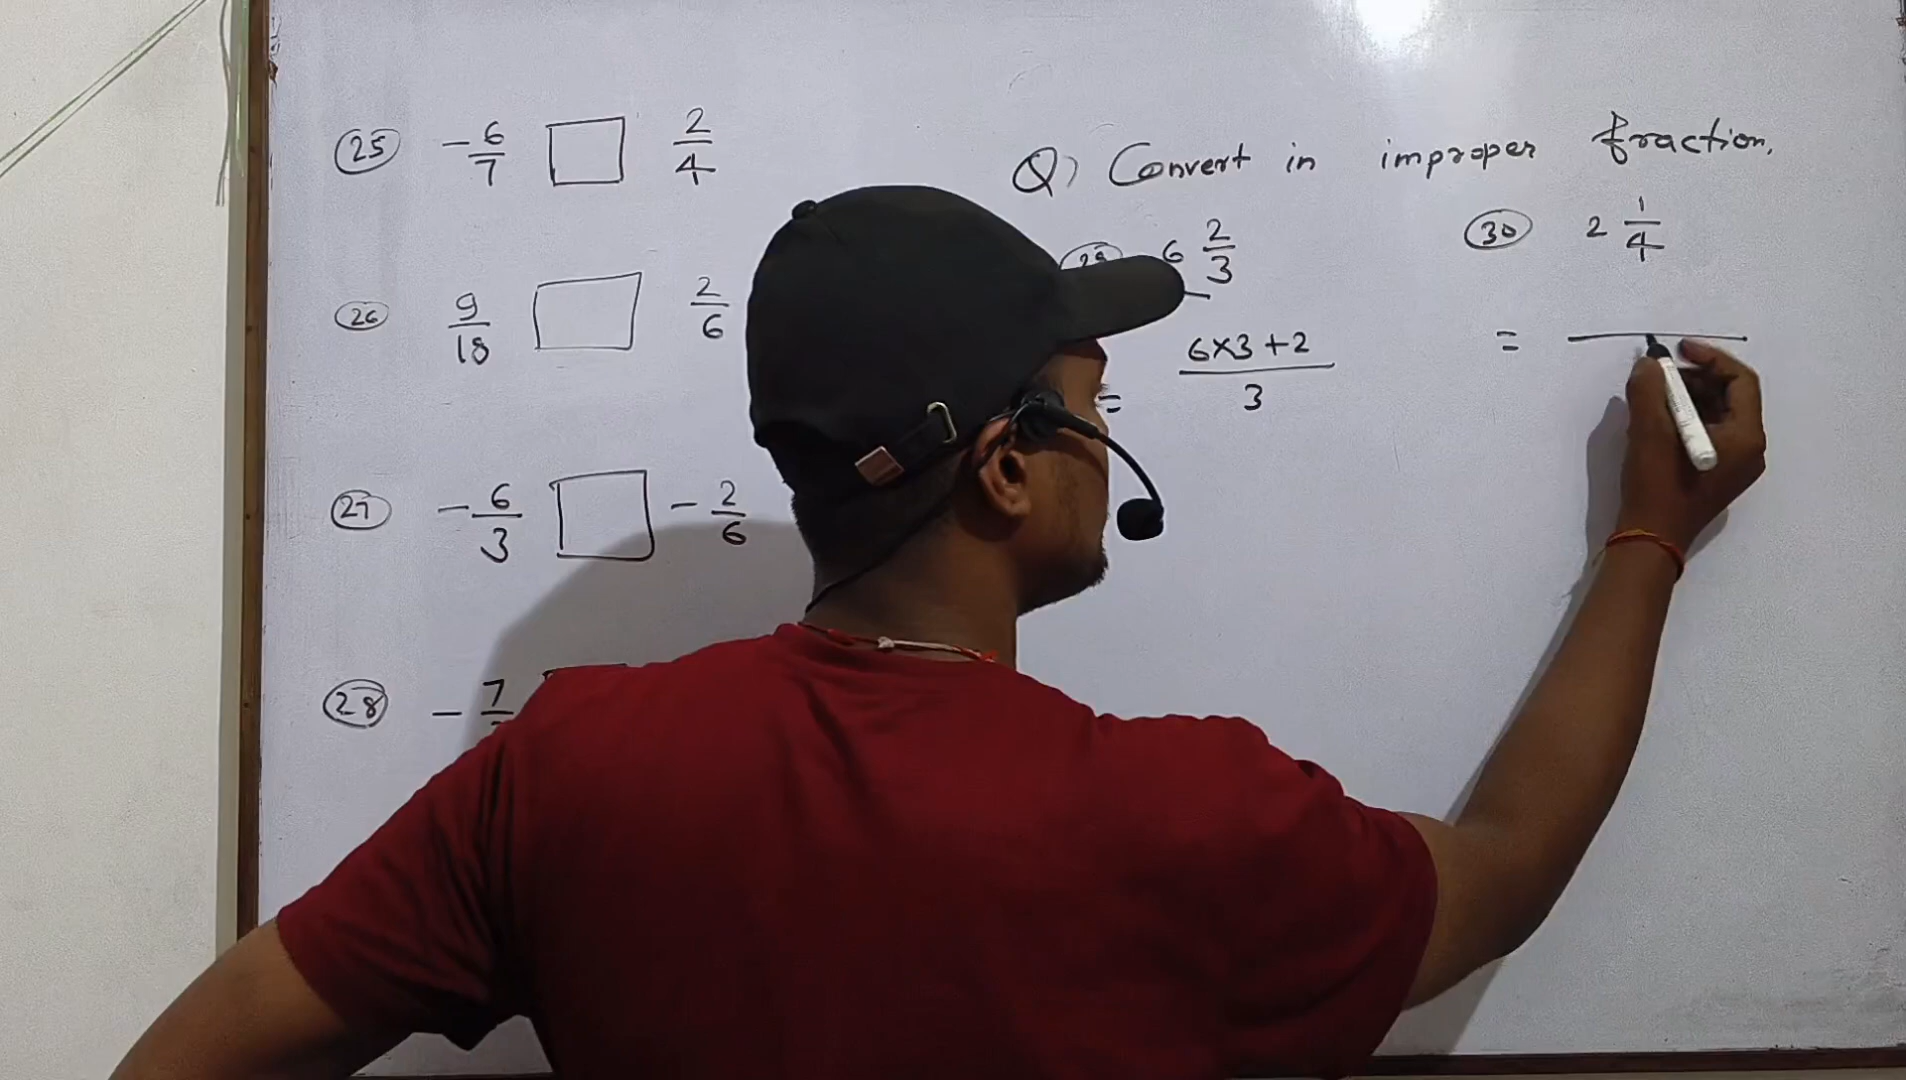 (25) -6/7 □ 2/4
(26) 9/18 □ 2/6
(27) -6/3 □ -2/6
(28) -7/
Q) Convert in improper fraction.
(29) 6 2/3
= (6×3+2)/3
(30) 2 1/4
=